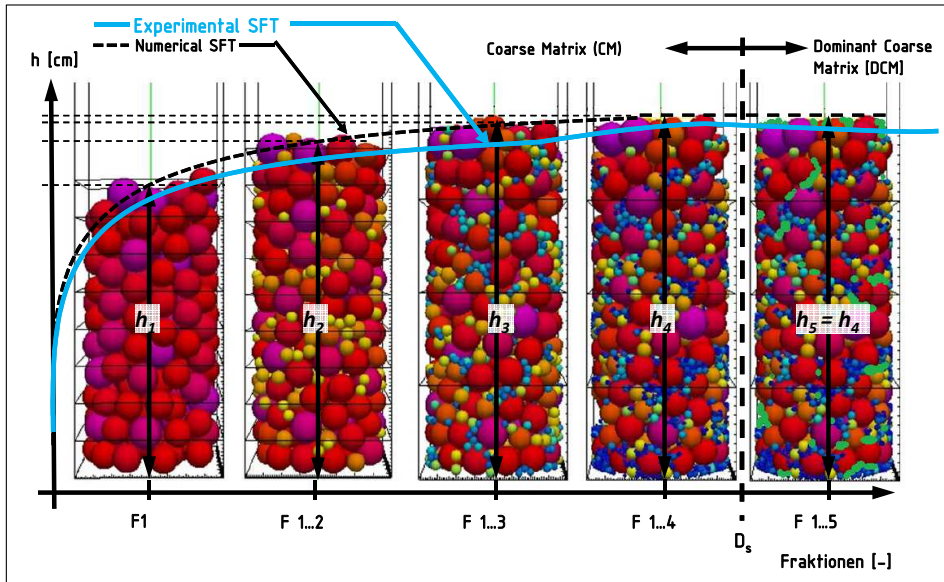 Experimental SFT
Numerical SFT
Coarse Matrix (CM)
Dominant Coarse
Matrix [DCM]
h [cm]
h1
h2
h3
h4
h5 = h4
F1
F 1...2
F 1...3
F 1...4
F 1...5
Ds
Fraktionen [-]